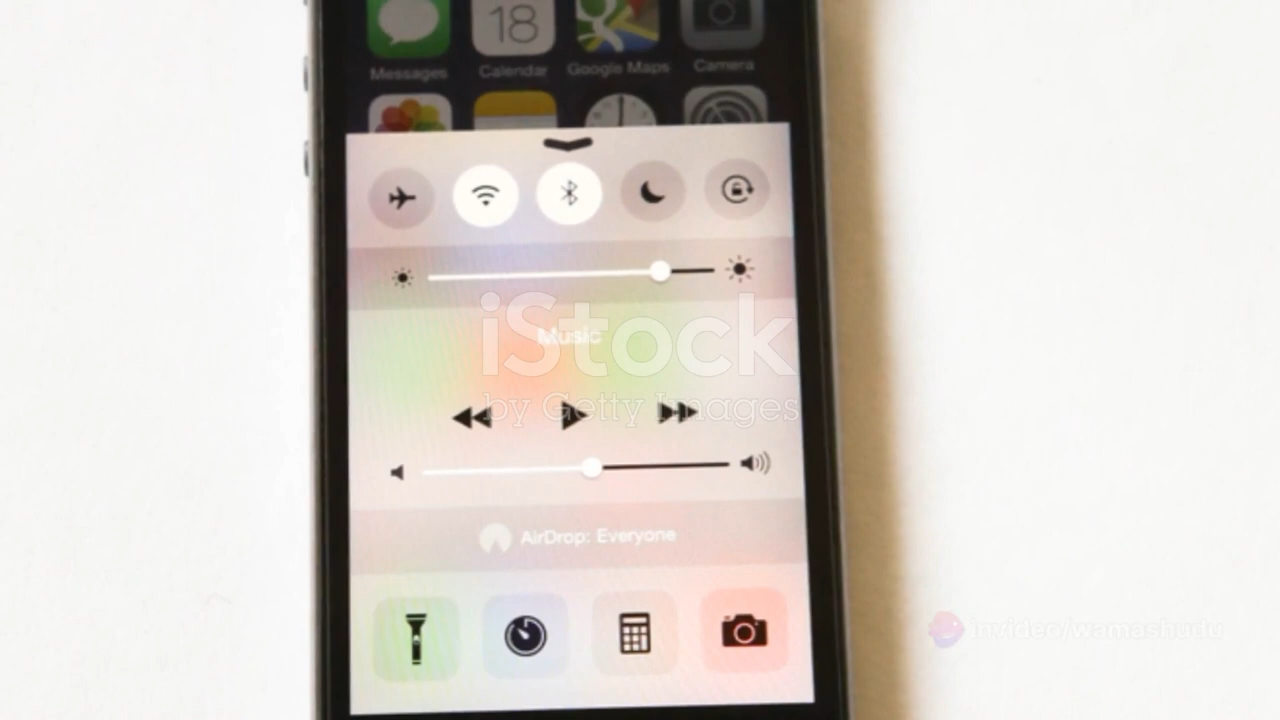 18
Messages Calendar Google Maps Camera
iStock
Music
by Getty Images
AirDrop: Everyone
invideo/wamashudu